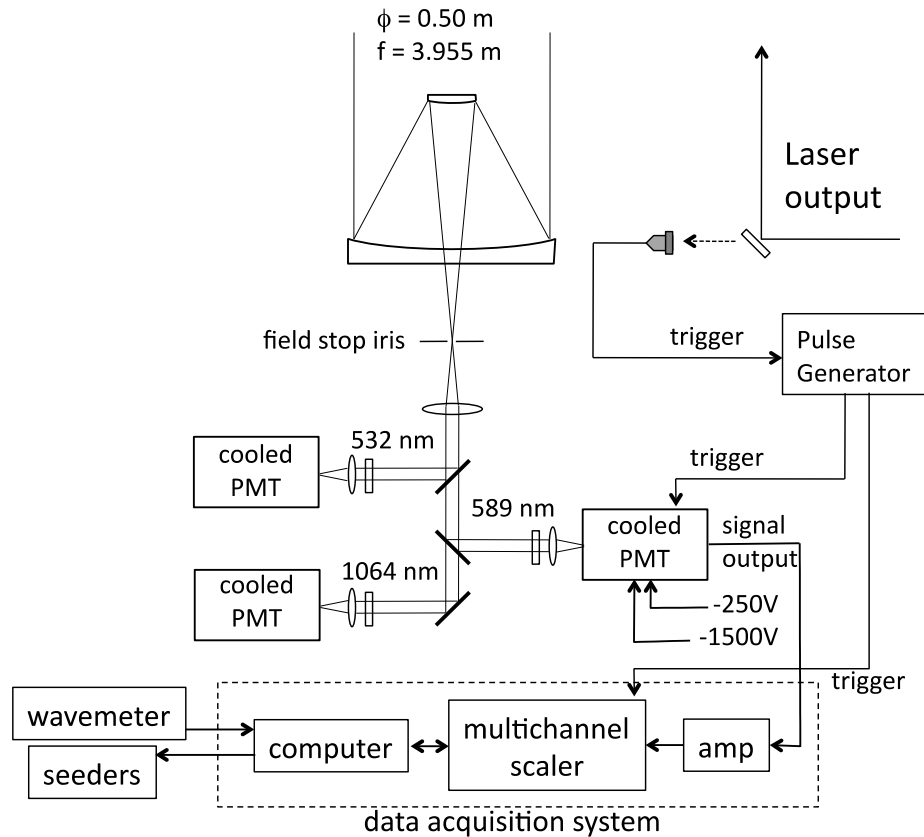 ϕ = 0.50 m
f = 3.955 m
Laser
output
field stop iris
trigger
Pulse
Generator
532 nm
cooled
PMT
trigger
589 nm
cooled
PMT
signal
output
1064 nm
cooled
PMT
-250V
-1500V
trigger
wavemeter
seeders
computer
multichannel
scaler
amp
data acquisition system